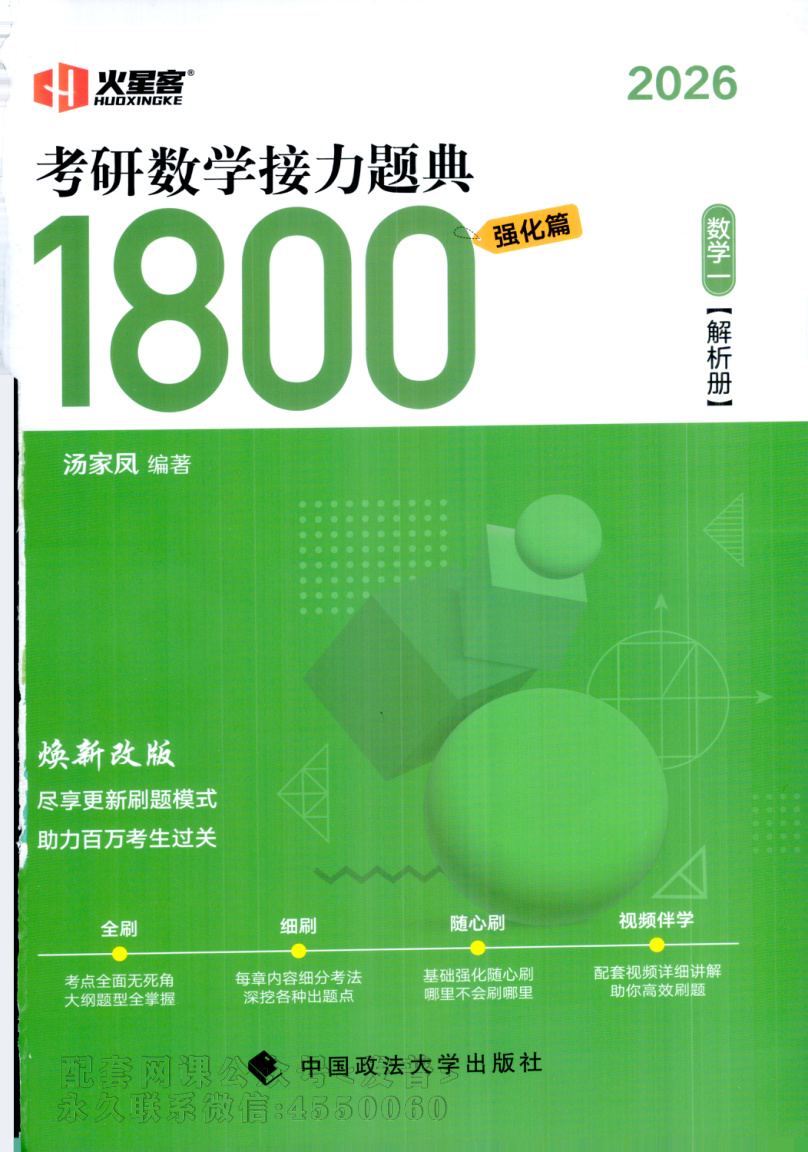 火星客®
HUOXINGKE
2026
考研数学接力题典
1800
强化篇
数学一
【解析册】
汤家凤 编著
焕新改版
尽享更新刷题模式
助力百万考生过关
全刷
考点全面无死角
大纲题型全掌握
细刷
每章内容细分考法
深挖各种出题点
随心刷
基础强化随心刷
哪里不会刷哪里
视频伴学
配套视频详细讲解
助你高效刷题
中国政法大学出版社
配套网课公
永久联系微信:4550060